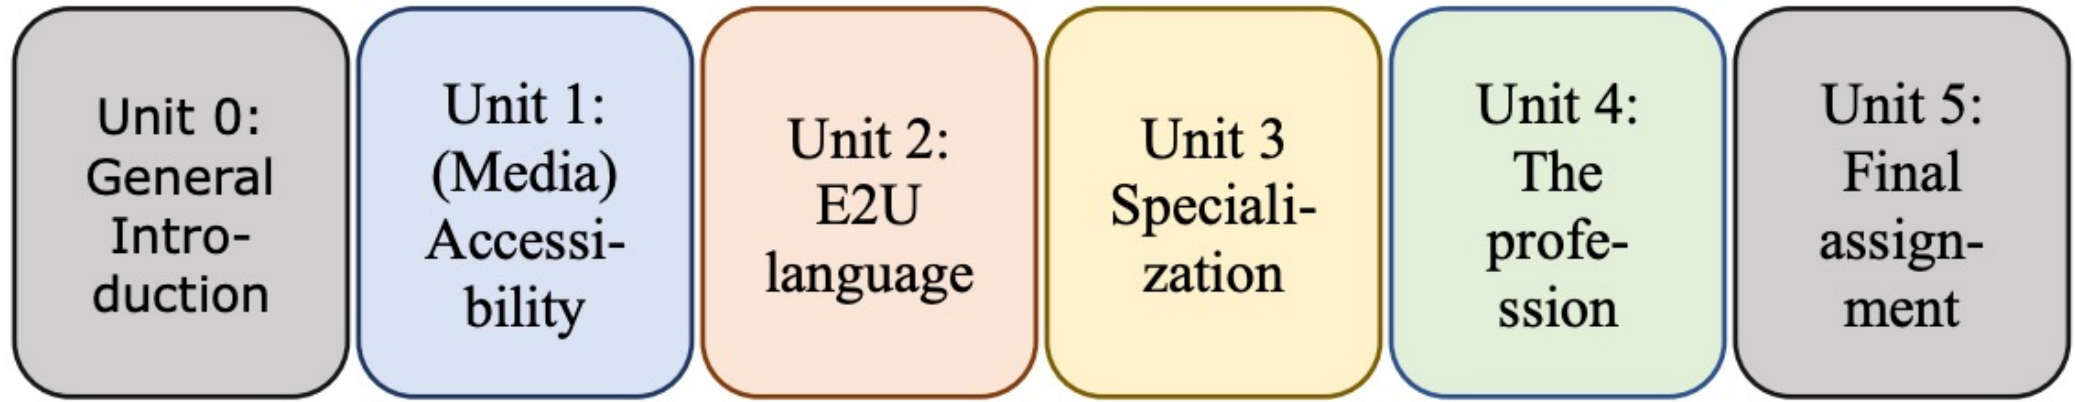 Unit 0:
General
Intro-
duction
Unit 1:
(Media)
Accessi-
bility
Unit 2:
E2U
language
Unit 3
Speciali-
zation
Unit 4:
The
profe-
ssion
Unit 5:
Final
assign-
ment